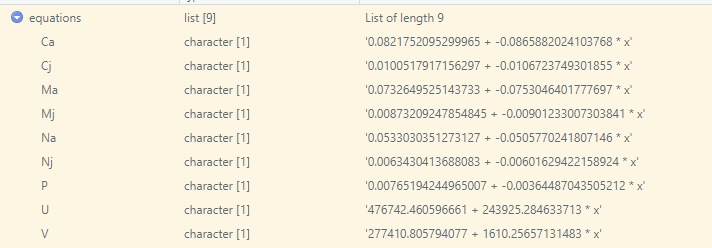 equations list [9] List of length 9
Ca character [1] '0.0821752095299965 + -0.0865882024103768 * x'
Cj character [1] '0.0100517917156297 + -0.0106723749301855 * x'
Ma character [1] '0.0732649525143733 + -0.0753046401777697 * x'
Mj character [1] '0.00873209247854845 + -0.00901233007303841 * x'
Na character [1] '0.0533030351273127 + -0.0505770241807146 * x'
Nj character [1] '0.0063430413688083 + -0.00601629422158924 * x'
P character [1] '0.00765194244965007 + -0.00364487043505212 * x'
U character [1] '476742.460596661 + 243925.284633713 * x'
V character [1] '277410.805794077 + 1610.25657131483 * x'